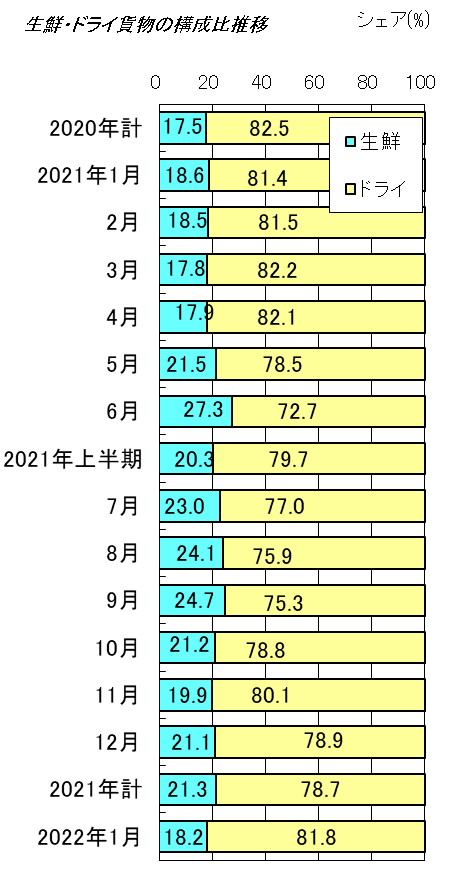 生鮮・ドライ貨物の構成比推移
シェア(%)
0 20 40 60 80 100
2020年計 17.5 82.5
生鮮
2021年1月 18.6 81.4
ドライ
2月 18.5 81.5
3月 17.8 82.2
4月 17.9 82.1
5月 21.5 78.5
6月 27.3 72.7
2021年上半期 20.3 79.7
7月 23.0 77.0
8月 24.1 75.9
9月 24.7 75.3
10月 21.2 78.8
11月 19.9 80.1
12月 21.1 78.9
2021年計 21.3 78.7
2022年1月 18.2 81.8